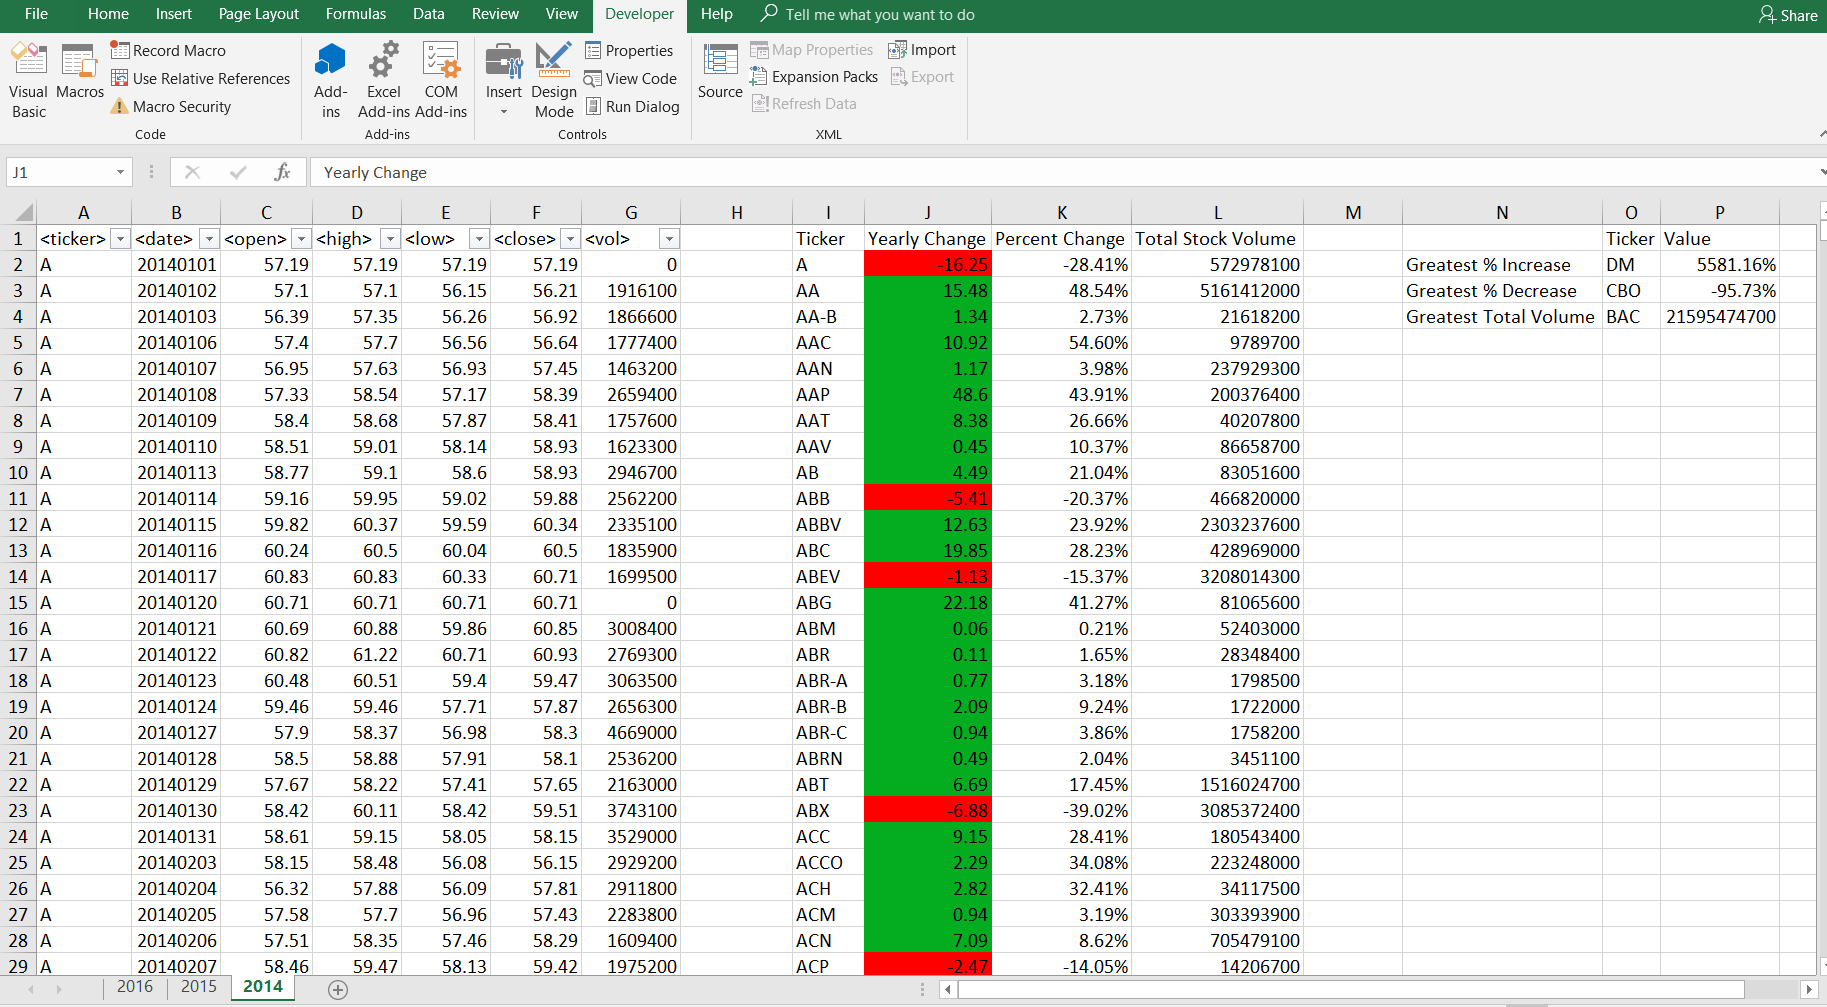 File Home Insert Page Layout Formulas Data Review View Developer Help Tell me what you want to do Share
Visual Basic Macros Record Macro Use Relative References Macro Security Code
Add-ins Excel Add-ins COM Add-ins Add-ins
Insert Design Mode Properties View Code Run Dialog Controls
Source Map Properties Expansion Packs Refresh Data Import Export XML
J1 fx Yearly Change
A B C D E F G H I J K L M N O P
1 <ticker> <date> <open> <high> <low> <close> <vol> Ticker Yearly Change Percent Change Total Stock Volume Ticker Value
2 A 20140101 57.19 57.19 57.19 57.19 0 A -16.25 -28.41% 572978100 Greatest % Increase DM 5581.16%
3 A 20140102 57.1 57.1 56.15 56.21 1916100 AA 15.48 48.54% 5161412000 Greatest % Decrease CBO -95.73%
4 A 20140103 56.39 57.35 56.26 56.92 1866600 AA-B 1.34 2.73% 21618200 Greatest Total Volume BAC 21595474700
5 A 20140106 57.4 57.7 56.56 56.64 1777400 AAC 10.92 54.60% 9789700
6 A 20140107 56.95 57.63 56.93 57.45 1463200 AAN 1.17 3.98% 237929300
7 A 20140108 57.33 58.54 57.17 58.39 2659400 AAP 48.6 43.91% 200376400
8 A 20140109 58.4 58.68 57.87 58.41 1757600 AAT 8.38 26.66% 40207800
9 A 20140110 58.51 59.01 58.14 58.93 1623300 AAV 0.45 10.37% 86658700
10 A 20140113 58.77 59.1 58.6 58.93 2946700 AB 4.49 21.04% 83051600
11 A 20140114 59.16 59.95 59.02 59.88 2562200 ABB -5.41 -20.37% 466820000
12 A 20140115 59.82 60.37 59.59 60.34 2335100 ABBV 12.63 23.92% 2303237600
13 A 20140116 60.24 60.5 60.04 60.5 1835900 ABC 19.85 28.23% 428969000
14 A 20140117 60.83 60.83 60.33 60.71 1699500 ABEV -1.13 -15.37% 3208014300
15 A 20140120 60.71 60.71 60.71 60.71 0 ABG 22.18 41.27% 81065600
16 A 20140121 60.69 60.88 59.86 60.85 3008400 ABM 0.06 0.21% 52403000
17 A 20140122 60.82 61.22 60.71 60.93 2769300 ABR 0.11 1.65% 28348400
18 A 20140123 60.48 60.51 59.4 59.47 3063500 ABR-A 0.77 3.18% 1798500
19 A 20140124 59.46 59.46 57.71 57.87 2656300 ABR-B 2.09 9.24% 1722000
20 A 20140127 57.9 58.37 56.98 58.3 4669000 ABR-C 0.94 3.86% 1758200
21 A 20140128 58.5 58.88 57.91 58.1 2536200 ABRN 0.49 2.04% 3451100
22 A 20140129 57.67 58.22 57.41 57.65 2163000 ABT 6.69 17.45% 1516024700
23 A 20140130 58.42 60.11 58.42 59.51 3743100 ABX -6.88 -39.02% 3085372400
24 A 20140131 58.61 59.15 58.05 58.15 3529000 ACC 9.15 28.41% 180543400
25 A 20140203 58.15 58.48 56.08 56.15 2929200 ACCO 2.29 34.08% 223248000
26 A 20140204 56.32 57.88 56.09 57.81 2911800 ACH 2.82 32.41% 34117500
27 A 20140205 57.58 57.7 56.96 57.43 2283800 ACM 0.94 3.19% 303393900
28 A 20140206 57.51 58.35 57.46 58.29 1609400 ACN 7.09 8.62% 705479100
29 A 20140207 58.46 59.47 58.13 59.42 1975200 ACP -2.47 -14.05% 14206700
2016 2015 2014